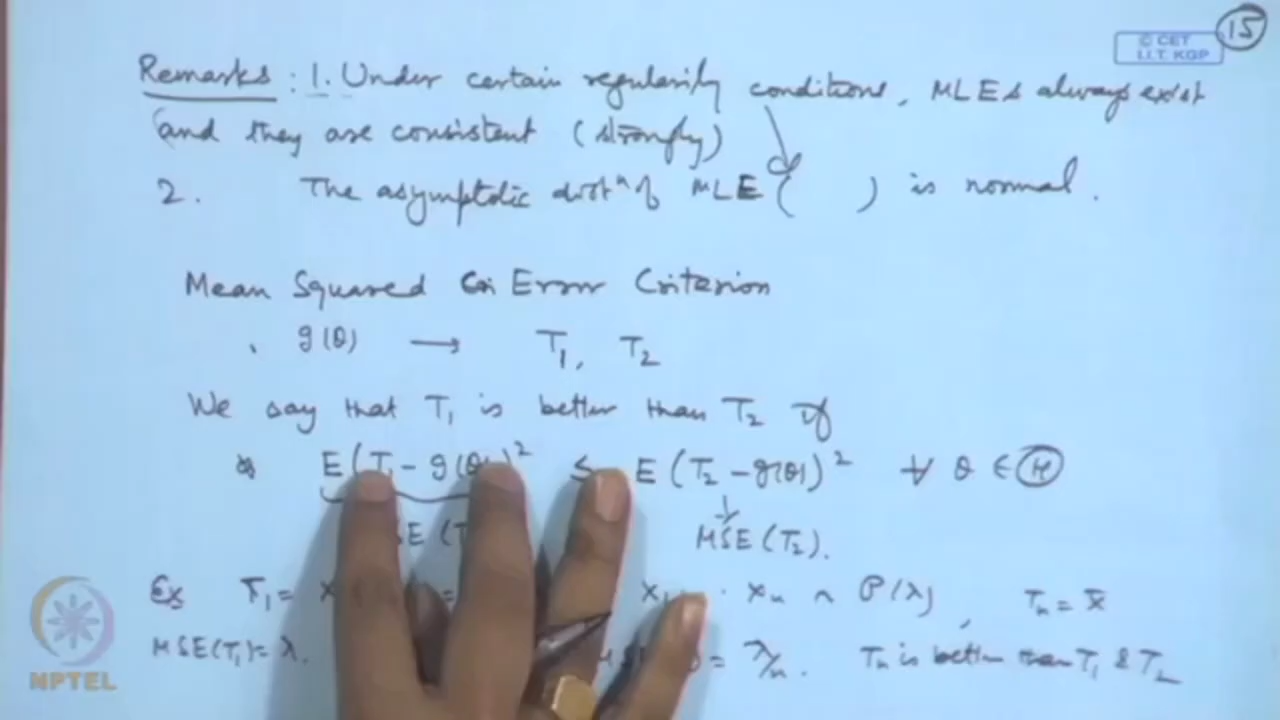 15
© CET
I.I.T. KGP
Remarks : 1. Under certain regularity conditions, MLEs always exist
(and they are consistent (strongly)
2. The asymptotic distⁿ of MLE ( ) is normal.
Mean Squared Error Criterion
g(θ) → T₁, T₂
We say that T₁ is better than T₂ if
E(T₁ - g(θ))² ≤ E(T₂ - g(θ))² ∀ θ ∈ Ⓗ
MSE(T₂).
Ex T₁ = X₁ ... Xₙ ~ P(λ), Tₙ = X̄
MSE(T₁) = λ. = λ/n. Tₙ is better than T₁ & T₂
NPTEL